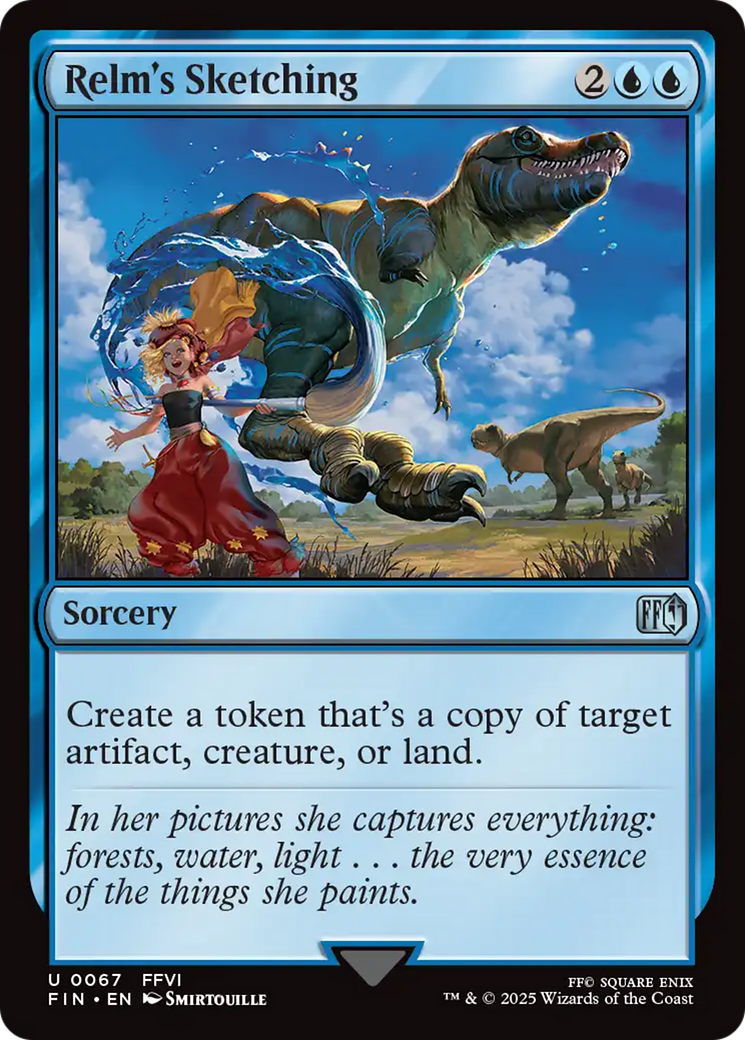 Relm's Sketching 2
Sorcery FF
Create a token that's a copy of target
artifact, creature, or land.
In her pictures she captures everything:
forests, water, light . . . the very essence
of the things she paints.
U 0067 FFVI
FIN • EN Smirtouille
FF© SQUARE ENIX
™ & © 2025 Wizards of the Coast